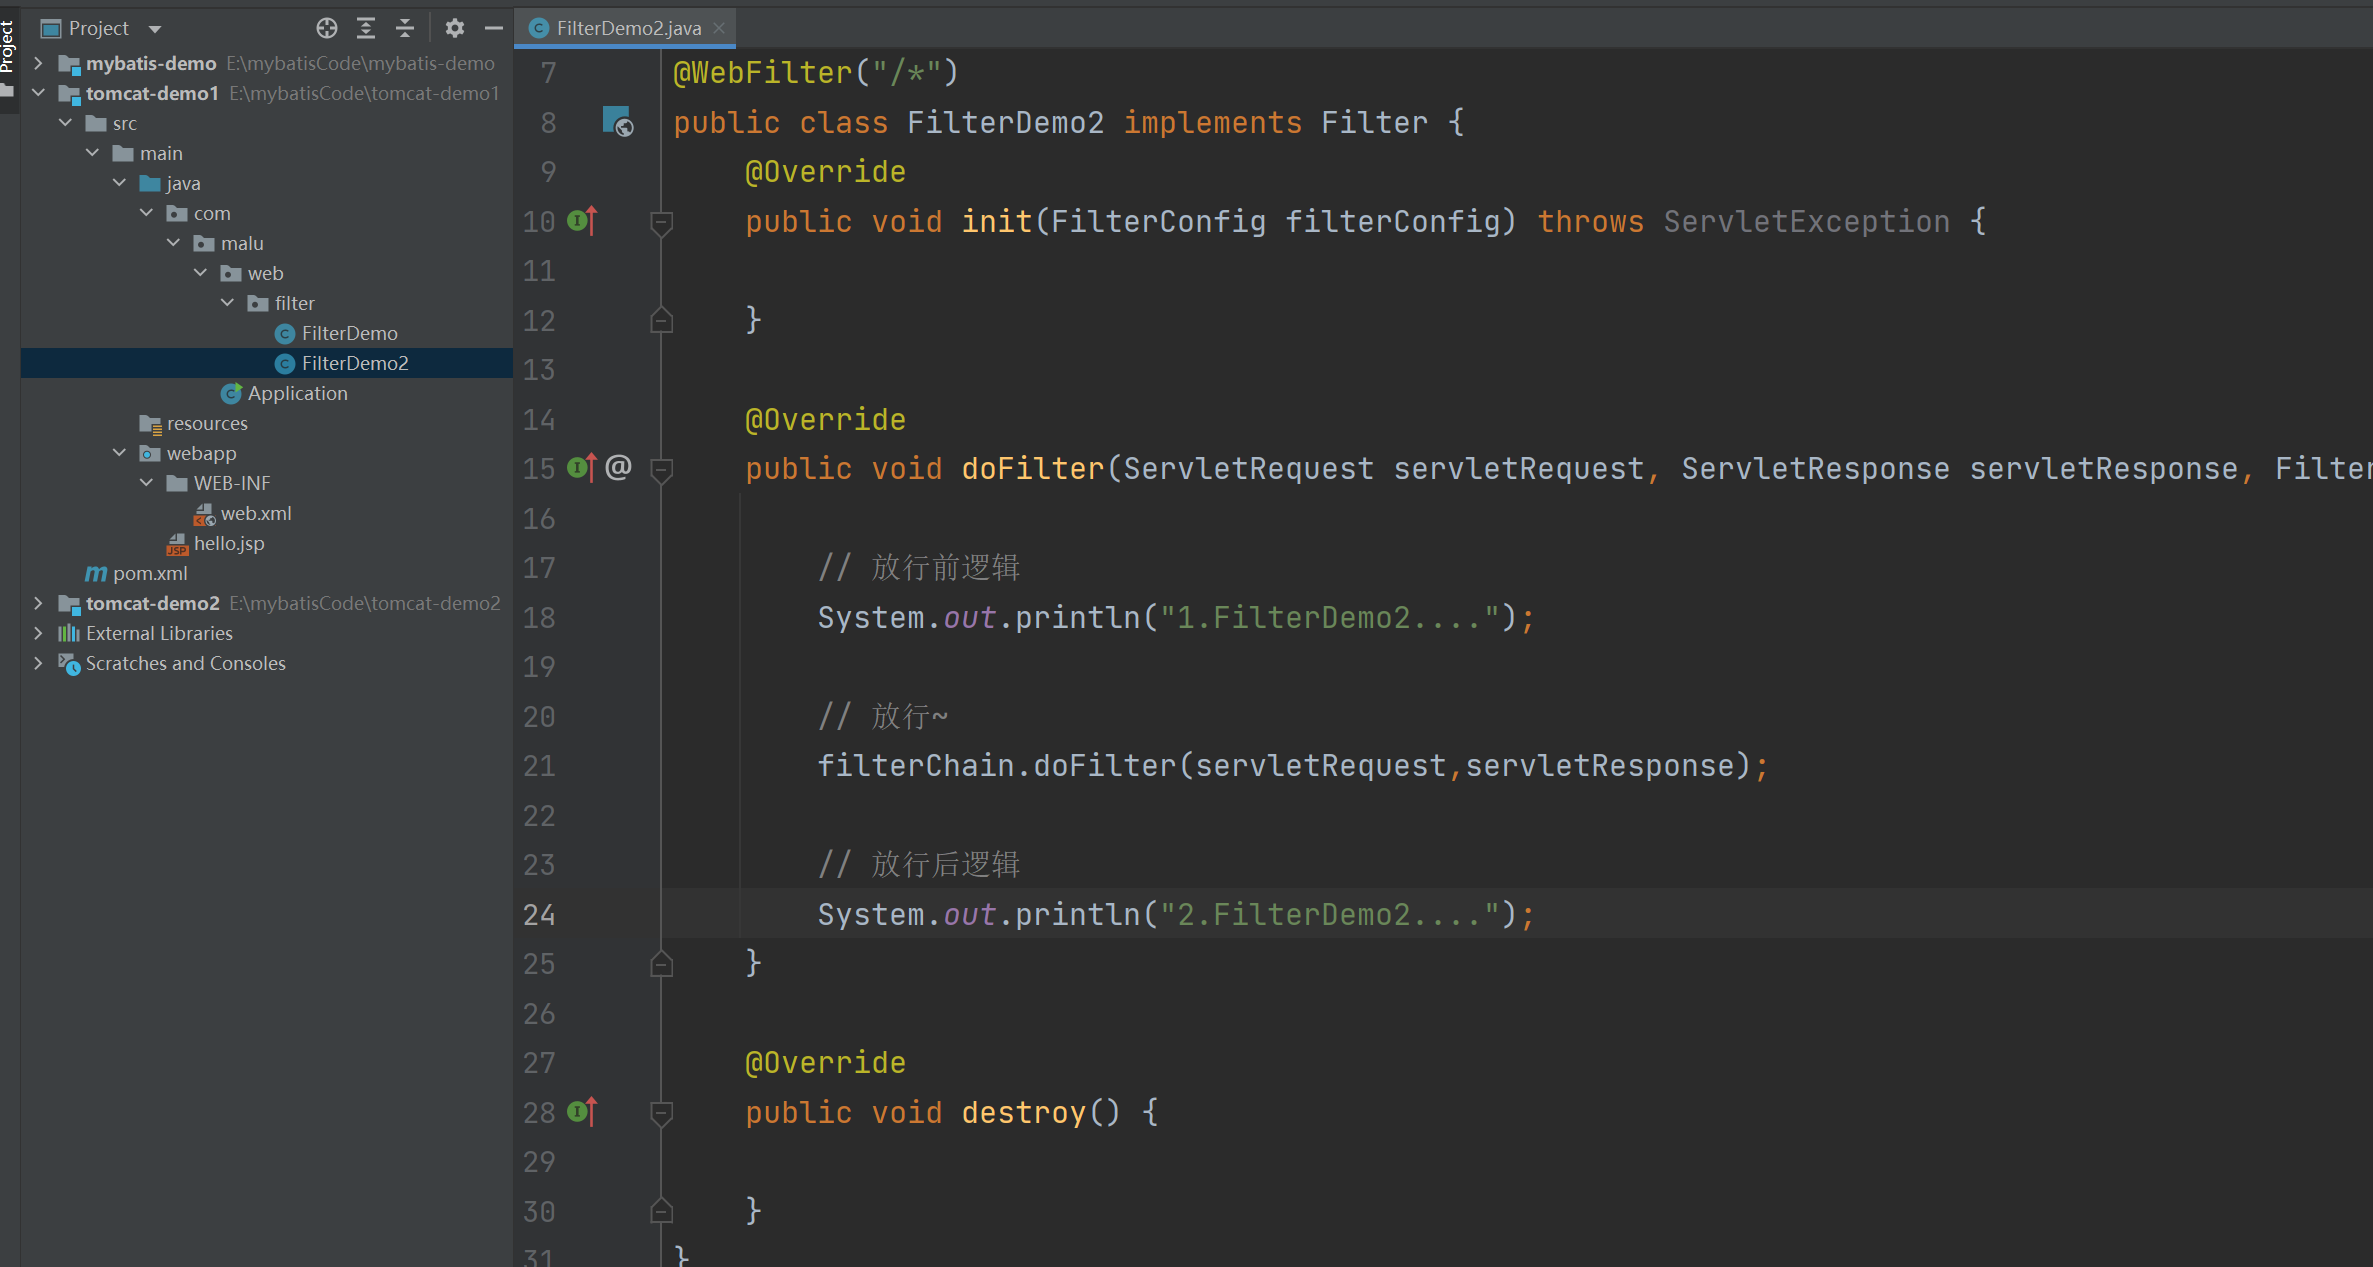 Project
Project
mybatis-demo E:\mybatisCode\mybatis-demo
tomcat-demo1 E:\mybatisCode\tomcat-demo1
src
main
java
com
malu
web
filter
FilterDemo
FilterDemo2
Application
resources
webapp
WEB-INF
web.xml
hello.jsp
pom.xml
tomcat-demo2 E:\mybatisCode\tomcat-demo2
External Libraries
Scratches and Consoles
FilterDemo2.java
7 @WebFilter("/*")
8 public class FilterDemo2 implements Filter {
9 @Override
10 public void init(FilterConfig filterConfig) throws ServletException {
11
12 }
13
14 @Override
15 @ public void doFilter(ServletRequest servletRequest, ServletResponse servletResponse, Filter
16
17 // 放行前逻辑
18 System.out.println("1.FilterDemo2....");
19
20 // 放行~
21 filterChain.doFilter(servletRequest,servletResponse);
22
23 // 放行后逻辑
24 System.out.println("2.FilterDemo2....");
25 }
26
27 @Override
28 public void destroy() {
29
30 }
31 }